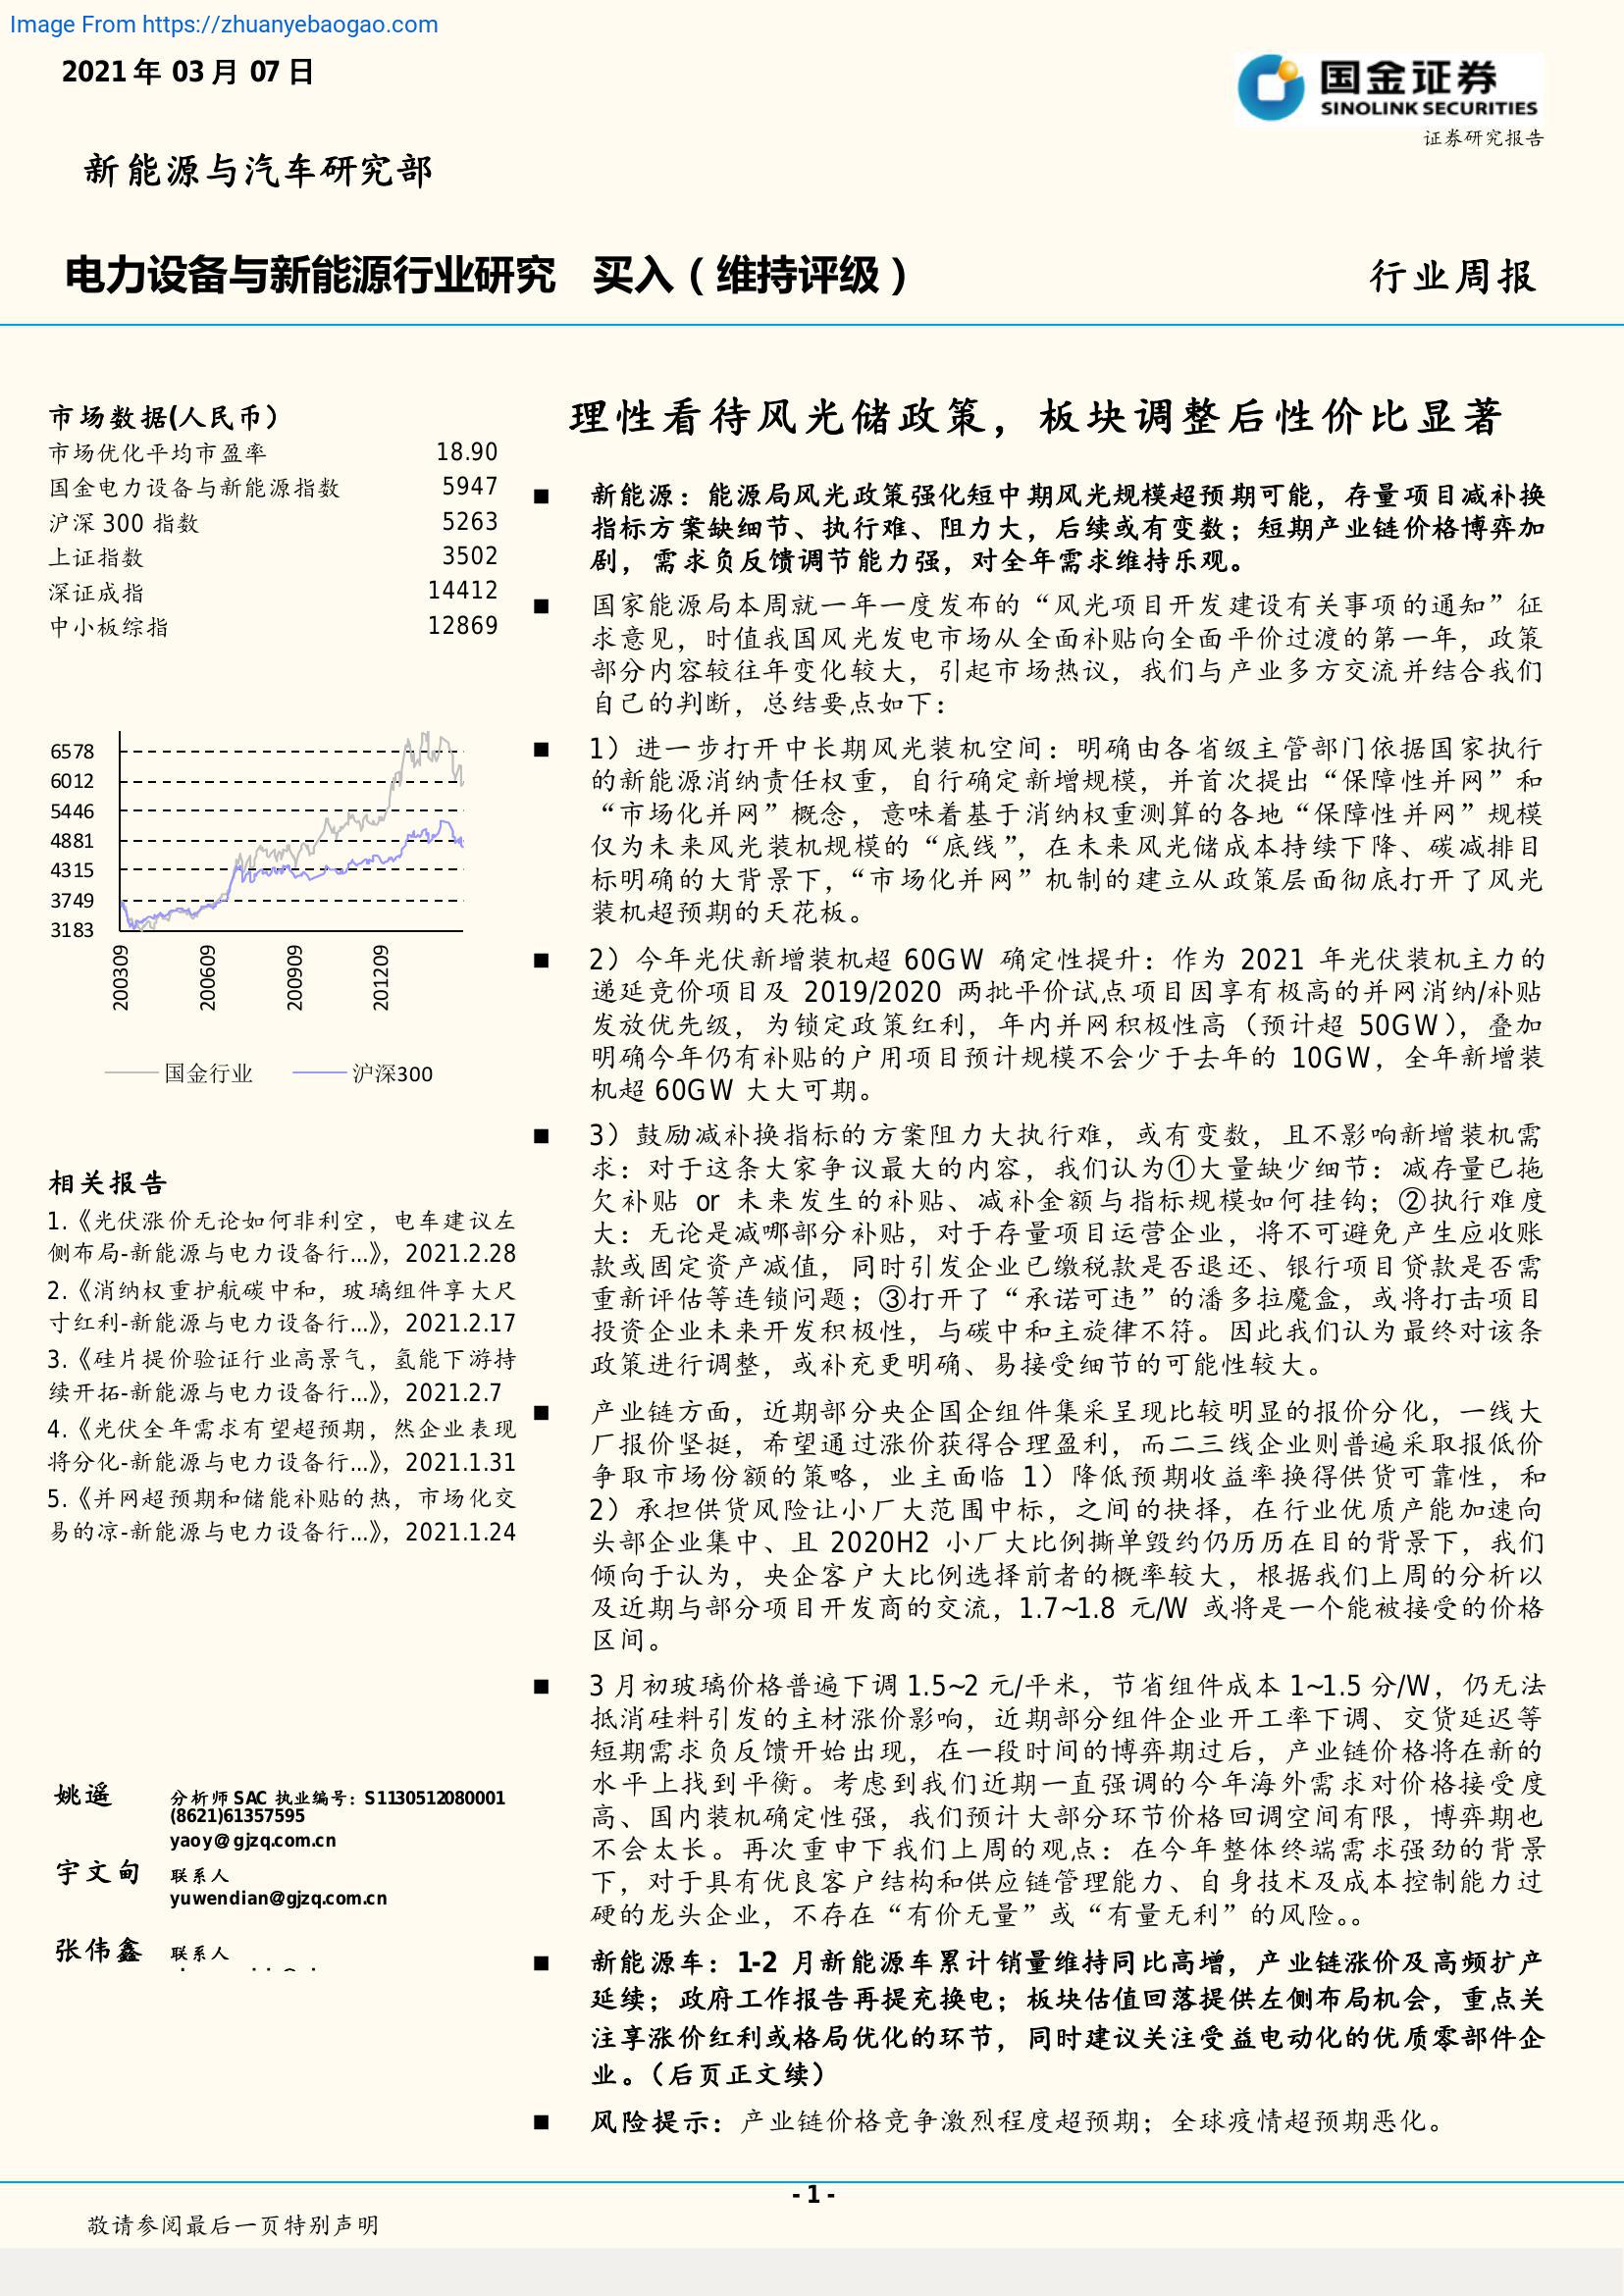 Image From https://zhuanyebaogao.com
2021 年 03 月 07 日
国金证券
SINOLINK SECURITIES
证券研究报告
新能源与汽车研究部
电力设备与新能源行业研究 买入（维持评级）
行业周报
市场数据(人民币）
市场优化平均市盈率 18.90
国金电力设备与新能源指数 5947
沪深 300 指数 5263
上证指数 3502
深证成指 14412
中小板综指 12869
6578
6012
5446
4881
4315
3749
3183
200309
200609
200909
201209
国金行业 沪深300
相关报告
1.《光伏涨价无论如何非利空，电车建议左
侧布局-新能源与电力设备行...》，2021.2.28
2.《消纳权重护航碳中和，玻璃组件享大尺
寸红利-新能源与电力设备行...》，2021.2.17
3.《硅片提价验证行业高景气，氢能下游持
续开拓-新能源与电力设备行...》，2021.2.7
4.《光伏全年需求有望超预期，然企业表现
将分化-新能源与电力设备行...》，2021.1.31
5.《并网超预期和储能补贴的热，市场化交
易的凉-新能源与电力设备行...》，2021.1.24
姚遥 分析师 SAC 执业编号：S1130512080001
(8621)61357595
yaoy@gjzq.com.cn
宇文甸 联系人
yuwendian@gjzq.com.cn
张伟鑫 联系人
理性看待风光储政策，板块调整后性价比显著
■ 新能源：能源局风光政策强化短中期风光规模超预期可能，存量项目减补换
指标方案缺细节、执行难、阻力大，后续或有变数；短期产业链价格博弈加
剧，需求负反馈调节能力强，对全年需求维持乐观。
■ 国家能源局本周就一年一度发布的“风光项目开发建设有关事项的通知”征
求意见，时值我国风光发电市场从全面补贴向全面平价过渡的第一年，政策
部分内容较往年变化较大，引起市场热议，我们与产业多方交流并结合我们
自己的判断，总结要点如下：
■ 1）进一步打开中长期风光装机空间：明确由各省级主管部门依据国家执行
的新能源消纳责任权重，自行确定新增规模，并首次提出“保障性并网”和
“市场化并网”概念，意味着基于消纳权重测算的各地“保障性并网”规模
仅为未来风光装机规模的“底线”，在未来风光储成本持续下降、碳减排目
标明确的大背景下，“市场化并网”机制的建立从政策层面彻底打开了风光
装机超预期的天花板。
■ 2）今年光伏新增装机超 60GW 确定性提升：作为 2021 年光伏装机主力的
递延竞价项目及 2019/2020 两批平价试点项目因享有极高的并网消纳/补贴
发放优先级，为锁定政策红利，年内并网积极性高（预计超 50GW），叠加
明确今年仍有补贴的户用项目预计规模不会少于去年的 10GW，全年新增装
机超 60GW 大大可期。
■ 3）鼓励减补换指标的方案阻力大执行难，或有变数，且不影响新增装机需
求：对于这条大家争议最大的内容，我们认为①大量缺少细节：减存量已拖
欠补贴 or 未来发生的补贴、减补金额与指标规模如何挂钩；②执行难度
大：无论是减哪部分补贴，对于存量项目运营企业，将不可避免产生应收账
款或固定资产减值，同时引发企业已缴税款是否退还、银行项目贷款是否需
重新评估等连锁问题；③打开了“承诺可违”的潘多拉魔盒，或将打击项目
投资企业未来开发积极性，与碳中和主旋律不符。因此我们认为最终对该条
政策进行调整，或补充更明确、易接受细节的可能性较大。
■ 产业链方面，近期部分央企国企组件集采呈现比较明显的报价分化，一线大
厂报价坚挺，希望通过涨价获得合理盈利，而二三线企业则普遍采取报低价
争取市场份额的策略，业主面临 1）降低预期收益率换得供货可靠性，和
2）承担供货风险让小厂大范围中标，之间的抉择，在行业优质产能加速向
头部企业集中、且 2020H2 小厂大比例撕单毁约仍历历在目的背景下，我们
倾向于认为，央企客户大比例选择前者的概率较大，根据我们上周的分析以
及近期与部分项目开发商的交流，1.7~1.8 元/W 或将是一个能被接受的价格
区间。
■ 3 月初玻璃价格普遍下调 1.5~2 元/平米，节省组件成本 1~1.5 分/W，仍无法
抵消硅料引发的主材涨价影响，近期部分组件企业开工率下调、交货延迟等
短期需求负反馈开始出现，在一段时间的博弈期过后，产业链价格将在新的
水平上找到平衡。考虑到我们近期一直强调的今年海外需求对价格接受度
高、国内装机确定性强，我们预计大部分环节价格回调空间有限，博弈期也
不会太长。再次重申下我们上周的观点：在今年整体终端需求强劲的背景
下，对于具有优良客户结构和供应链管理能力、自身技术及成本控制能力过
硬的龙头企业，不存在“有价无量”或“有量无利”的风险。。
■ 新能源车：1-2 月新能源车累计销量维持同比高增，产业链涨价及高频扩产
延续；政府工作报告再提充换电；板块估值回落提供左侧布局机会，重点关
注享涨价红利或格局优化的环节，同时建议关注受益电动化的优质零部件企
业。（后页正文续）
■ 风险提示：产业链价格竞争激烈程度超预期；全球疫情超预期恶化。
- 1 -
敬请参阅最后一页特别声明